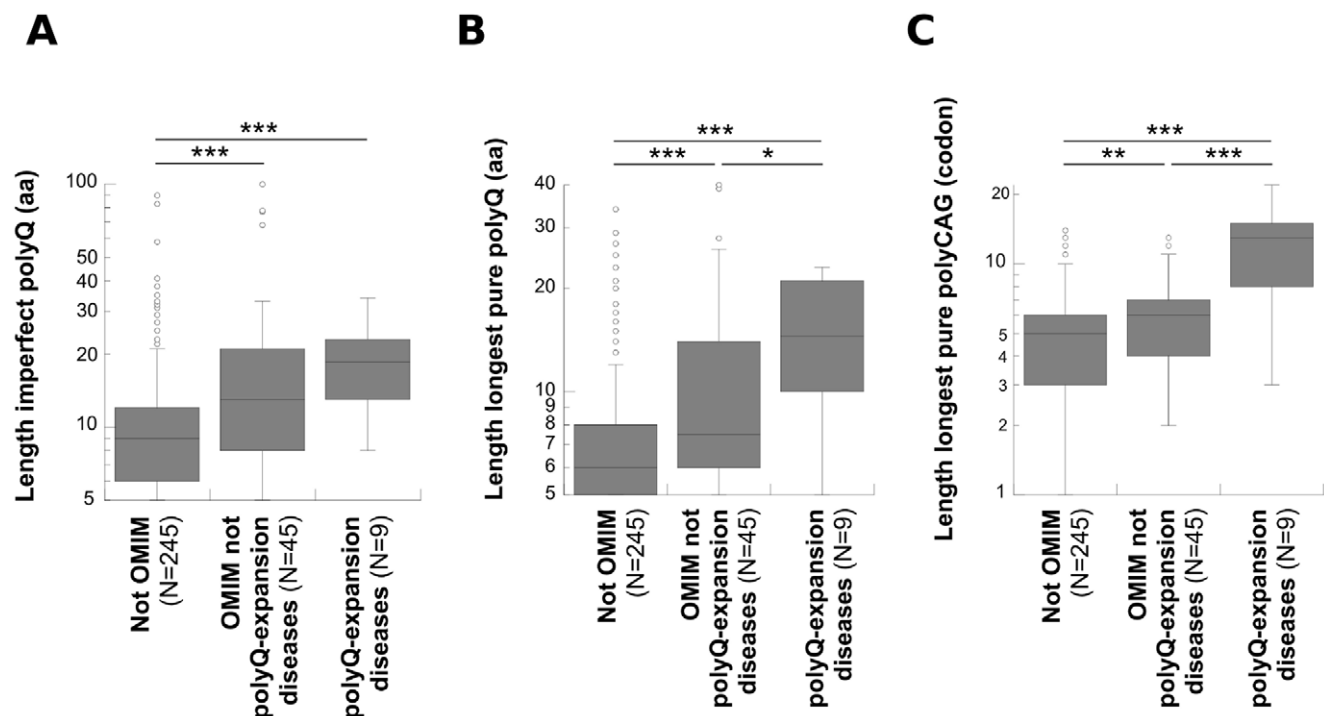 A
B
C
Length imperfect polyQ (aa)
***
***
100
50
40
30
20
10
5
Not OMIM
(N=245)
OMIM not
polyQ-expansion
diseases (N=45)
polyQ-expansion
diseases (N=9)
Length longest pure polyQ (aa)
***
***
*
40
30
20
10
9
8
7
6
5
Not OMIM
(N=245)
OMIM not
polyQ-expansion
diseases (N=45)
polyQ-expansion
diseases (N=9)
Length longest pure polyCAG (codon)
***
**
***
20
10
5
4
3
2
1
Not OMIM
(N=245)
OMIM not
polyQ-expansion
diseases (N=45)
polyQ-expansion
diseases (N=9)